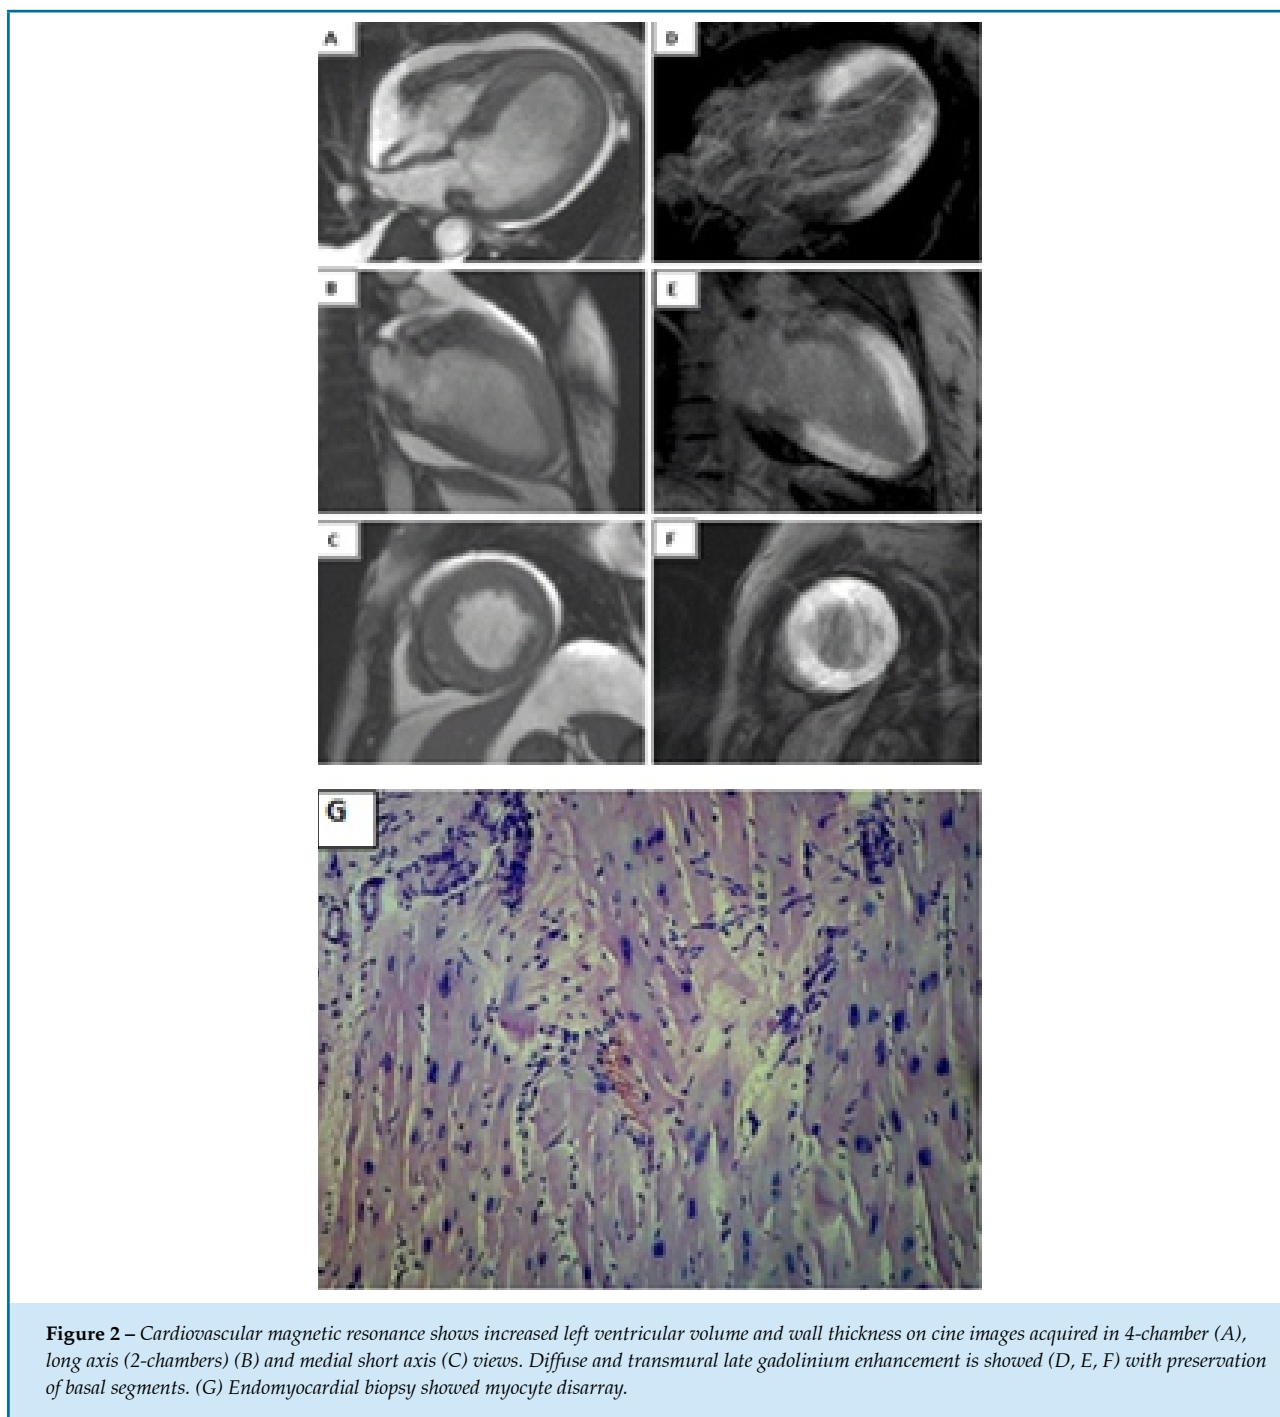 A
D
B
E
C
F
G
Figure 2 – Cardiovascular magnetic resonance shows increased left ventricular volume and wall thickness on cine images acquired in 4-chamber (A),
long axis (2-chambers) (B) and medial short axis (C) views. Diffuse and transmural late gadolinium enhancement is showed (D, E, F) with preservation
of basal segments. (G) Endomyocardial biopsy showed myocyte disarray.